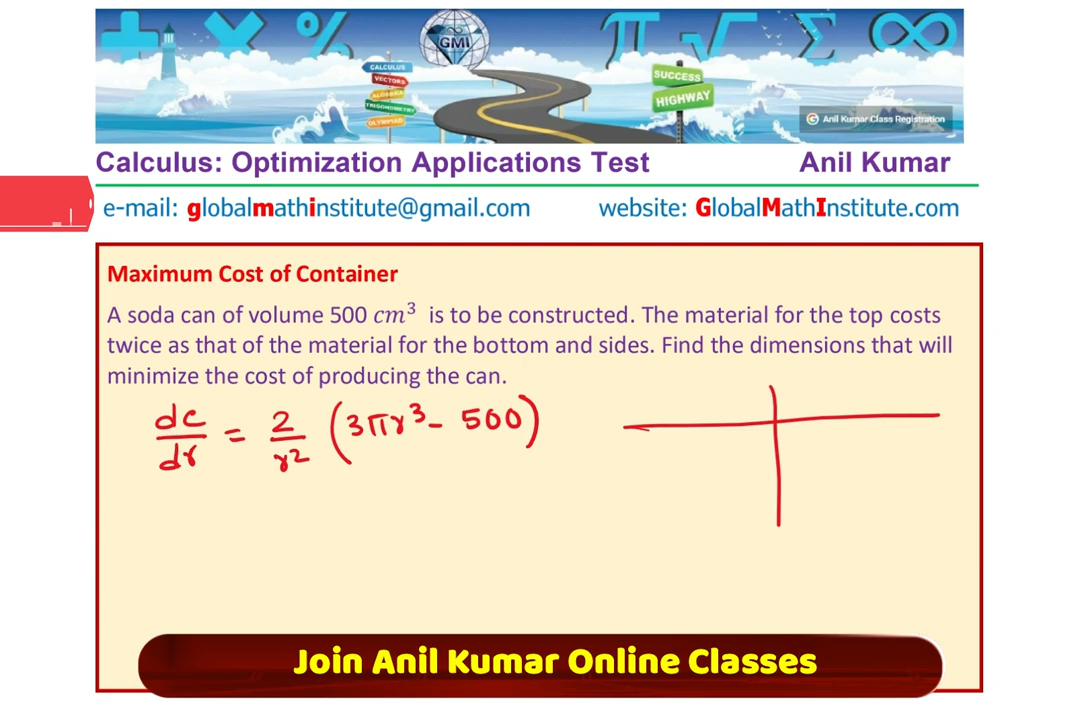 + × % π √ Σ ∞
GMI
CALCULUS
VECTORS
ALGEBRA
TRIGONOMETRY
OLYMPIAD
SUCCESS
HIGHWAY
G Anil Kumar Class Registration
Calculus: Optimization Applications Test Anil Kumar
e-mail: globalmathinstitute@gmail.com website: GlobalMathInstitute.com
Maximum Cost of Container
A soda can of volume 500 cm³ is to be constructed. The material for the top costs
twice as that of the material for the bottom and sides. Find the dimensions that will
minimize the cost of producing the can.
dc/dr = 2/r² (3πr³ - 500)
Join Anil Kumar Online Classes